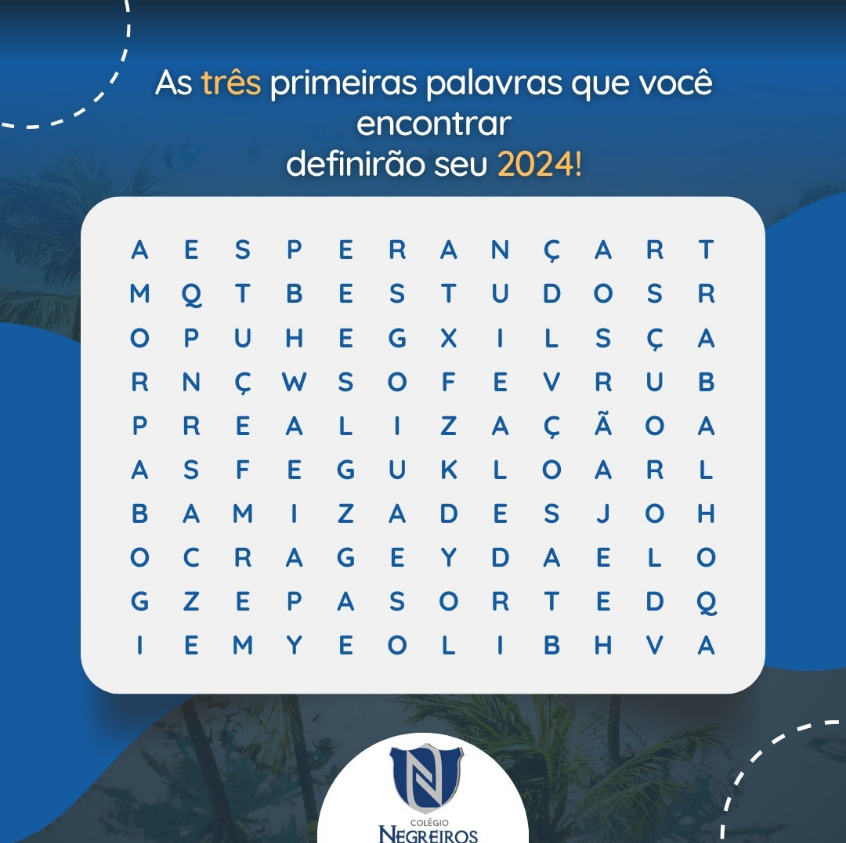 As três primeiras palavras que você
encontrar
definirão seu 2024!
A E S P E R A N Ç A R T
M Q T B E S T U D O S R
O P U H E G X I L S Ç A
R N Ç W S O F E V R U B
P R E A L I Z A Ç Ã O A
A S F E G U K L O A R L
B A M I Z A D E S J O H
O C R A G E Y D A E L O
G Z E P A S O R T E D Q
I E M Y E O L I B H V A
COLÉGIO
NEGREIROS